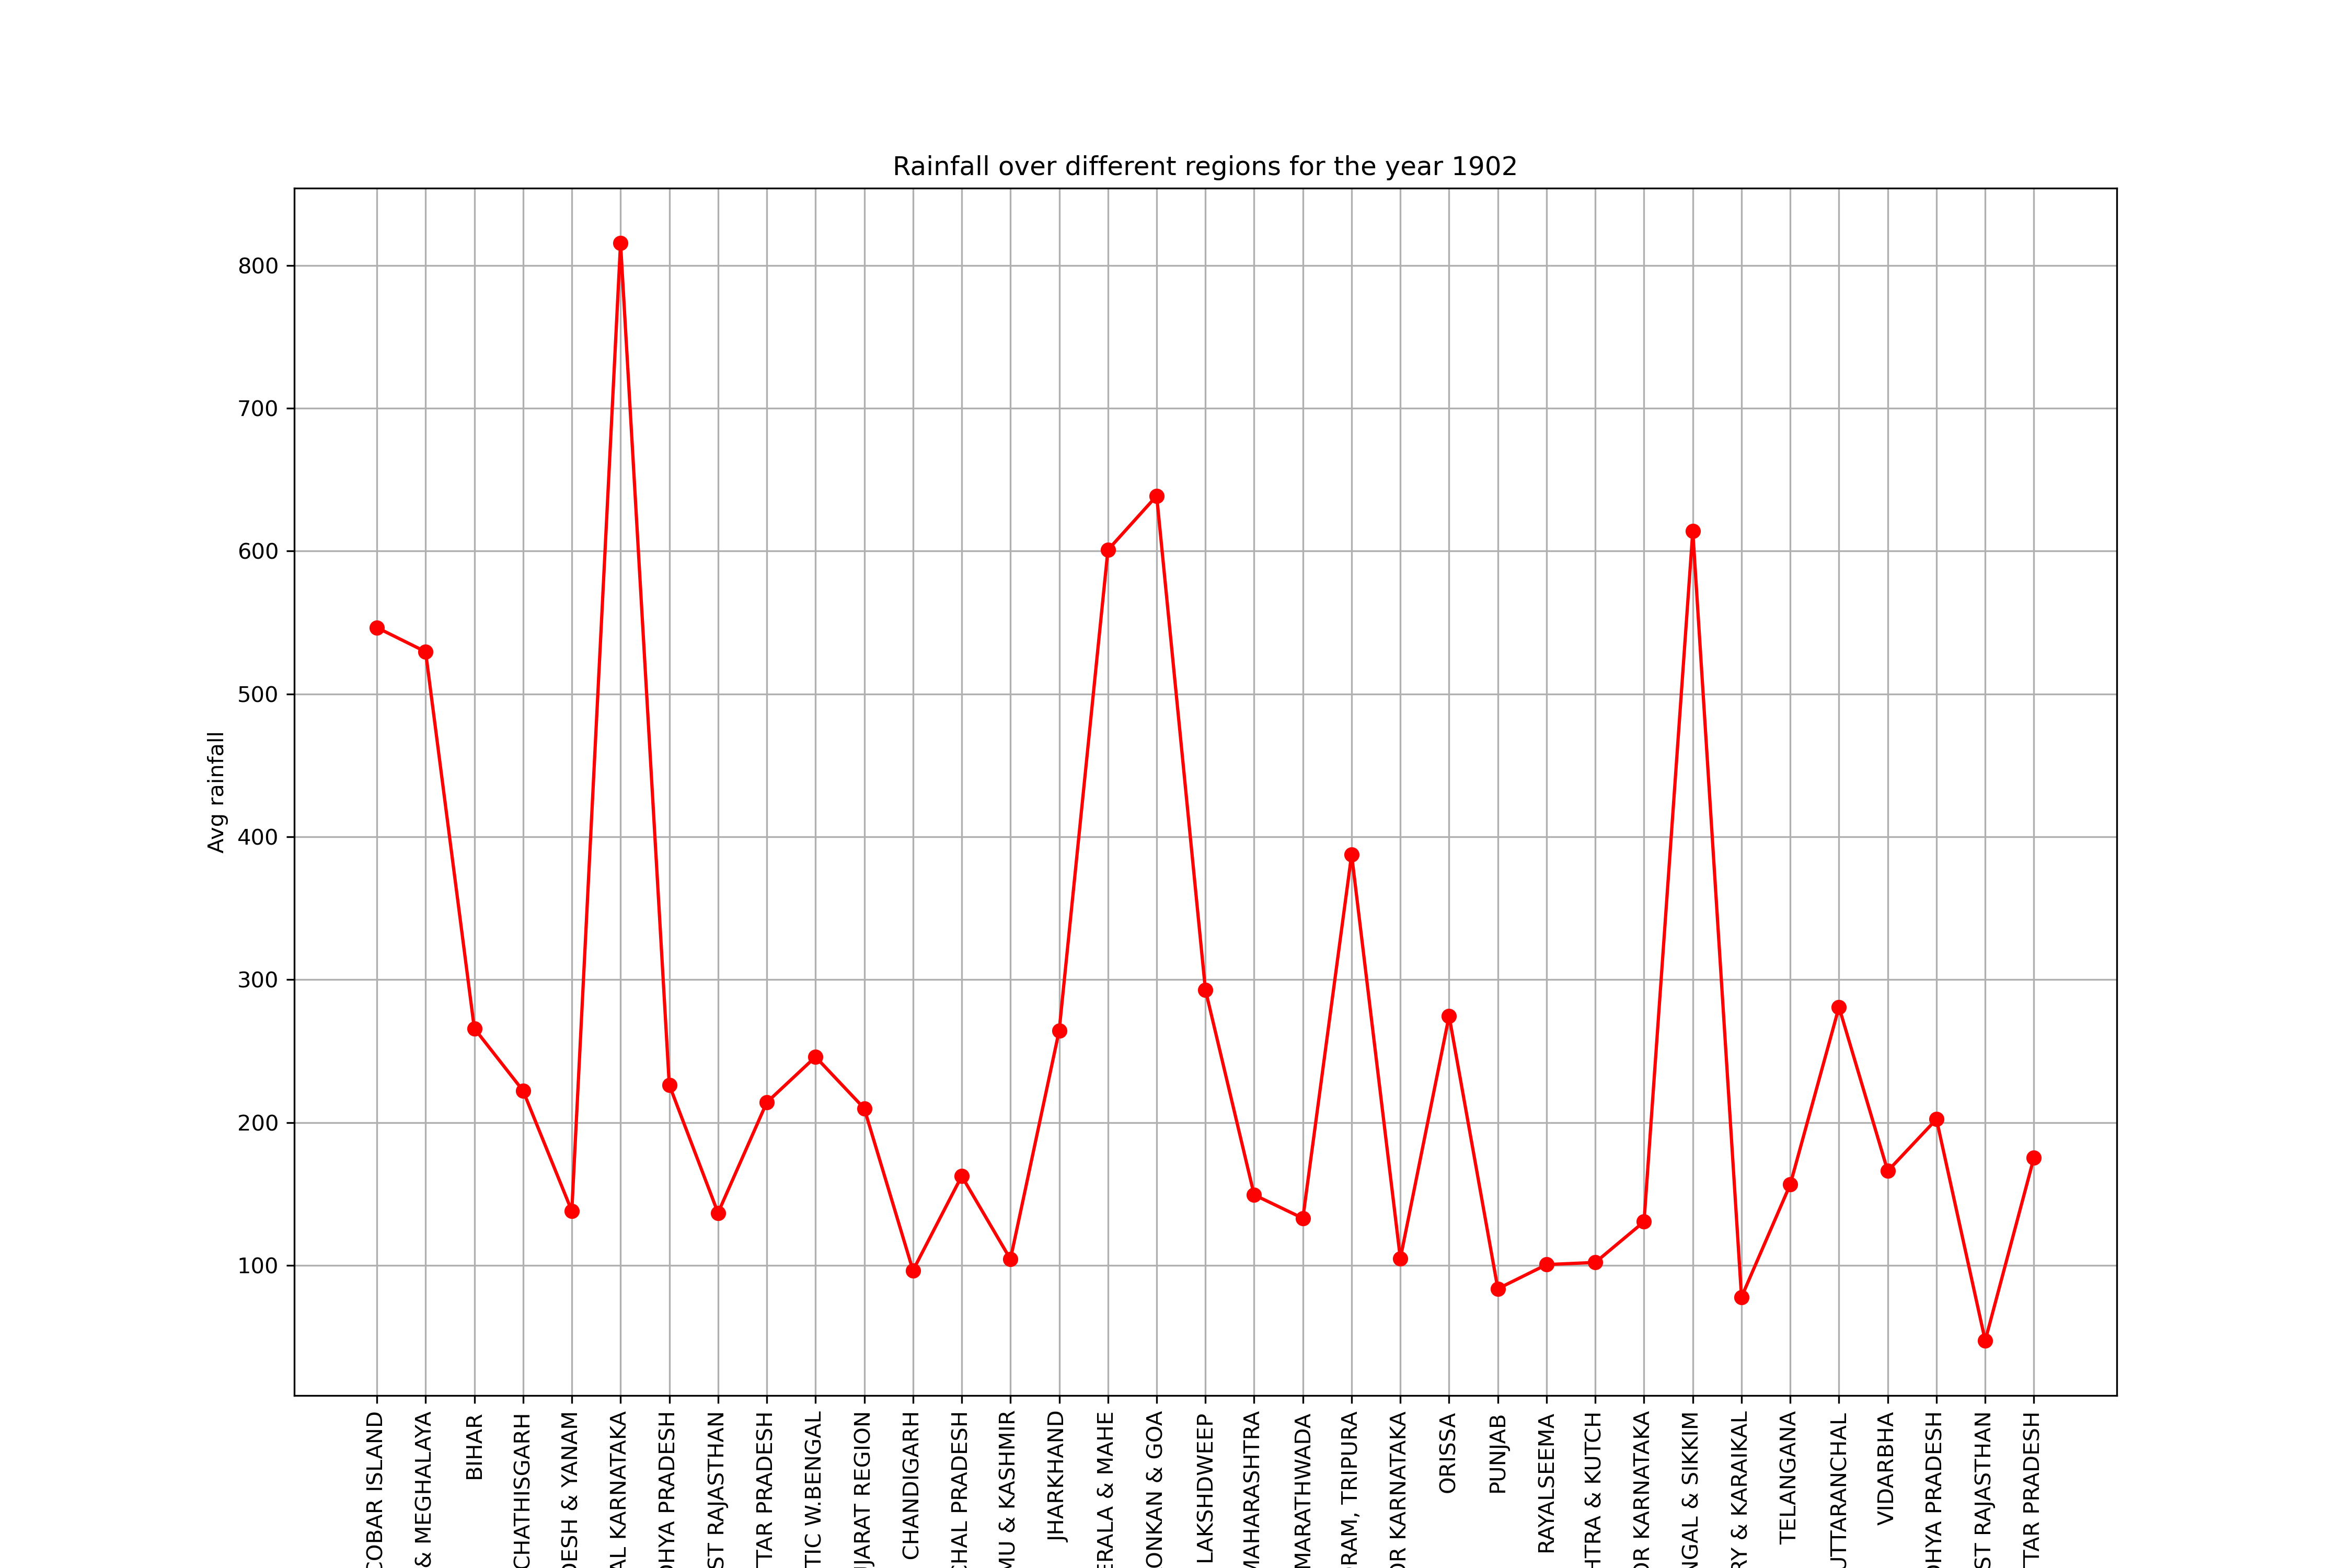 Rainfall over different regions for the year 1902
Avg rainfall
800
700
600
500
400
300
200
100
COBAR ISLAND
& MEGHALAYA
BIHAR
CHATHISGARH
DESH & YANAM
AL KARNATAKA
DHYA PRADESH
ST RAJASTHAN
TTAR PRADESH
TIC W.BENGAL
UJARAT REGION
CHANDIGARH
CHAL PRADESH
MU & KASHMIR
JHARKHAND
ERALA & MAHE
ONKAN & GOA
LAKSHDWEEP
MAHARASHTRA
MARATHWADA
RAM, TRIPURA
OR KARNATAKA
ORISSA
PUNJAB
RAYALSEEMA
HTRA & KUTCH
OR KARNATAKA
NGAL & SIKKIM
RY & KARAIKAL
TELANGANA
UTTARANCHAL
VIDARBHA
DHYA PRADESH
ST RAJASTHAN
TTAR PRADESH